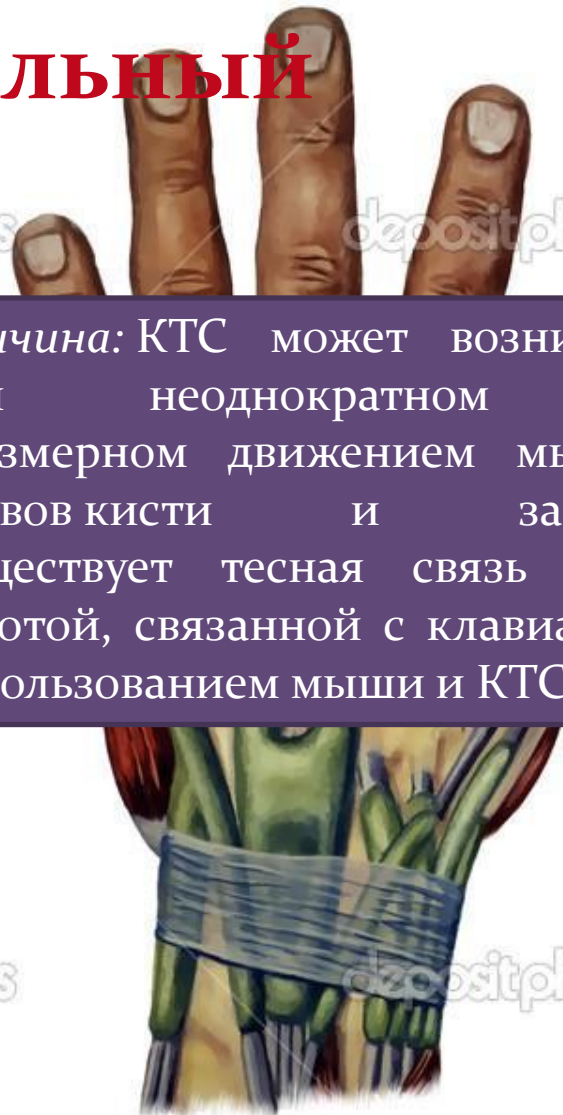 льный
s depositph
чина: КТС может возни
и неоднократном
змерном движением мы
вов кисти и за
ществует тесная связь
отой, связанной с клавиа
ользованием мыши и КТС
s depositph